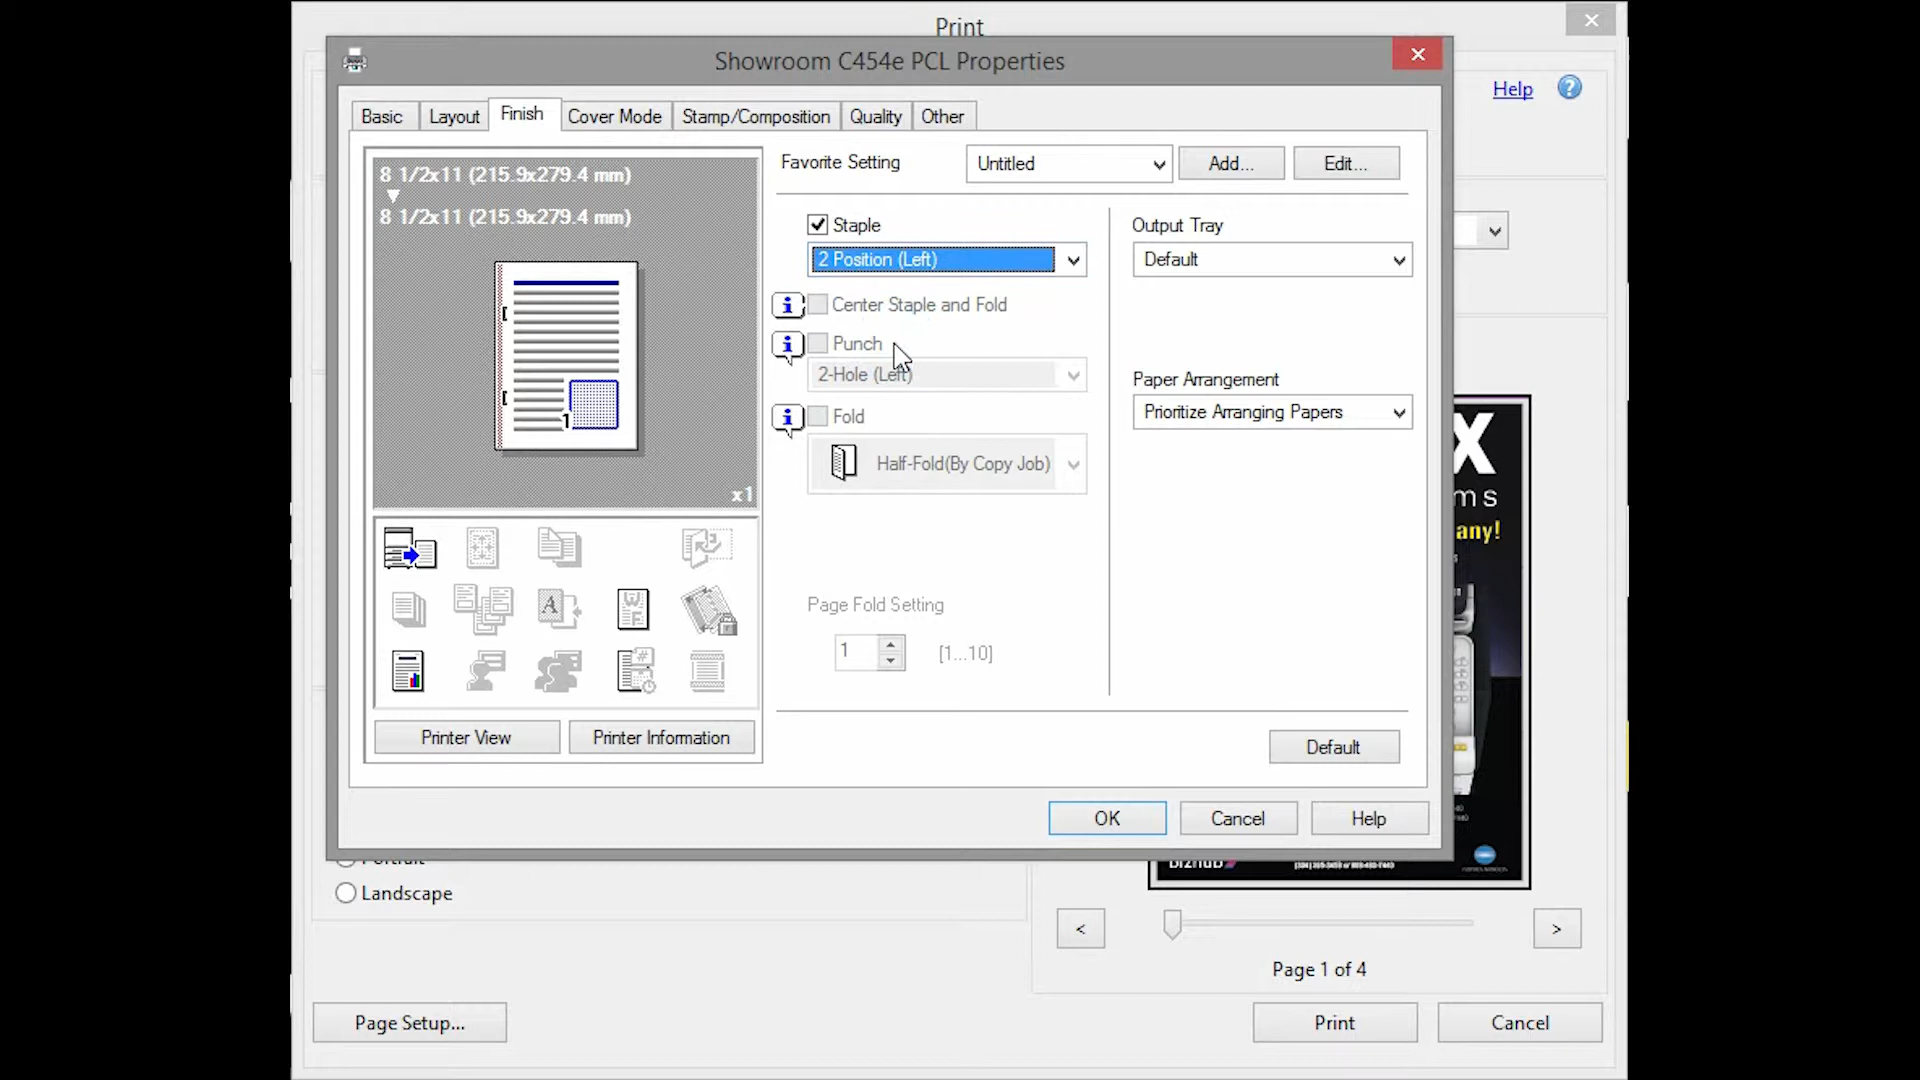 Print
Showroom C454e PCL Properties
Help
Basic
Layout
Finish
Cover Mode
Stamp/Composition
Quality
Other
8 1/2x11 (215.9x279.4 mm)
8 1/2x11 (215.9x279.4 mm)
1
x1
Printer View
Printer Information
Favorite Setting
Untitled
Add...
Edit...
Staple
2 Position (Left)
Center Staple and Fold
Punch
2-Hole (Left)
Fold
Half-Fold(By Copy Job)
Page Fold Setting
1
[1...10]
Output Tray
Default
Paper Arrangement
Prioritize Arranging Papers
Default
OK
Cancel
Help
X
ms
any!
bizhub
Portrait
Landscape
<
>
Page 1 of 4
Page Setup...
Print
Cancel